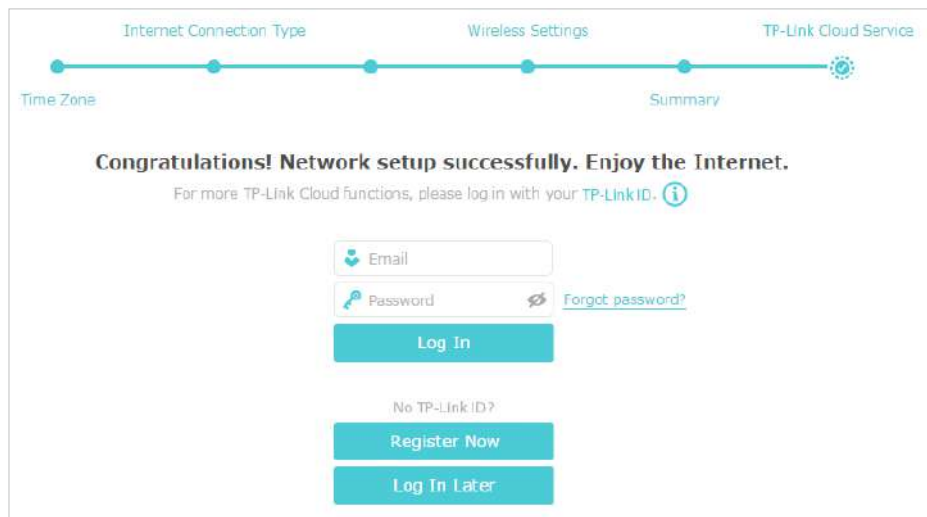 Internet Connection Type Wireless Settings TP-Link Cloud Service
Time Zone Summary
Congratulations! Network setup successfully. Enjoy the Internet.
For more TP-Link Cloud functions, please log in with your TP-Link ID.
Email
Password Forgot password?
Log In
No TP-Link ID?
Register Now
Log In Later